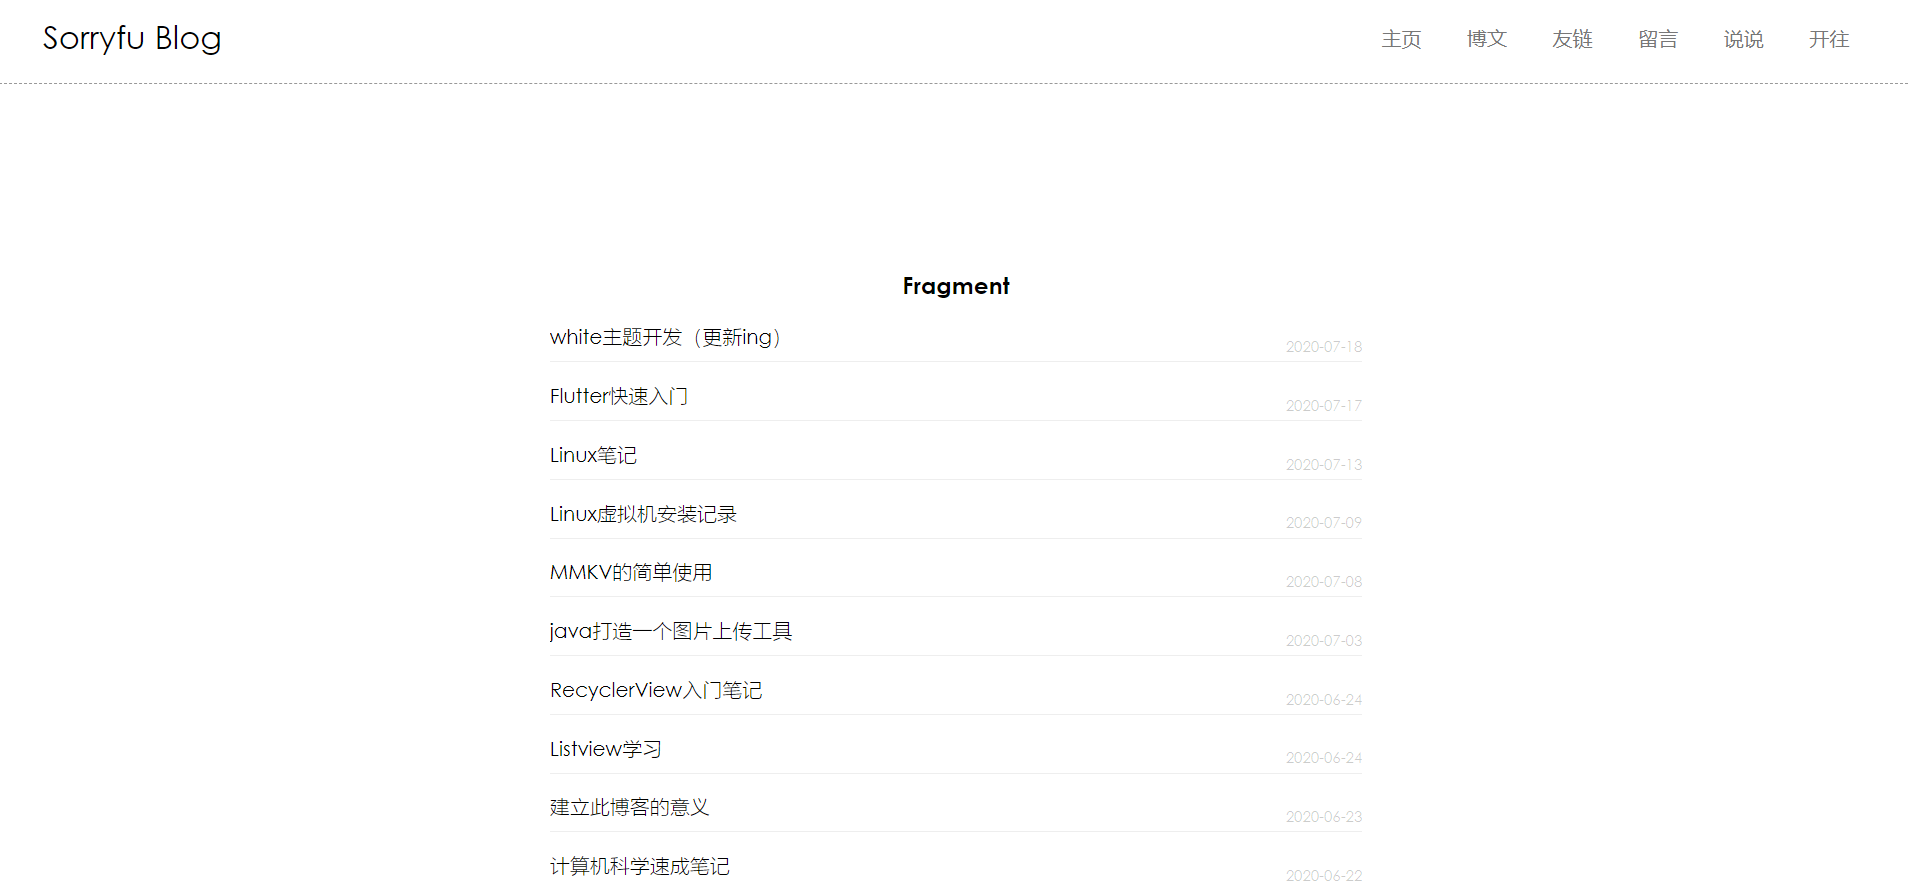 Sorryfu Blog 主页 博文 友链 留言 说说 开往
Fragment
white主题开发（更新ing） 2020-07-18
Flutter快速入门 2020-07-17
Linux笔记 2020-07-13
Linux虚拟机安装记录 2020-07-09
MMKV的简单使用 2020-07-08
java打造一个图片上传工具 2020-07-03
RecyclerView入门笔记 2020-06-24
Listview学习 2020-06-24
建立此博客的意义 2020-06-23
计算机科学速成笔记 2020-06-22